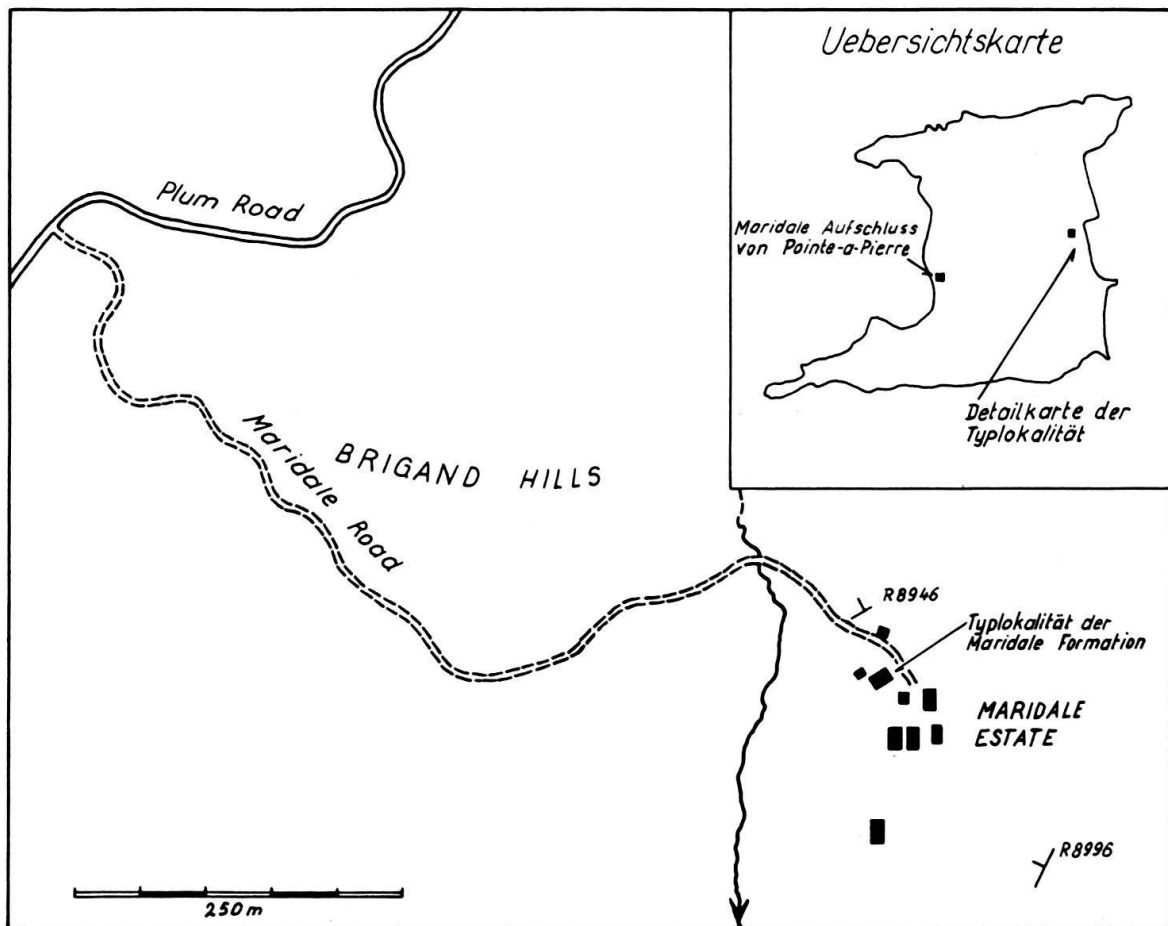 Uebersichtskarte
Plum Road
Maridale Aufschluss
von Pointe-a-Pierre
Detailkarte der
Typlokalität
Maridale Road
BRIGAND HILLS
R8946
Typlokalität der
Maridale Formation
MARIDALE
ESTATE
R8996
250m